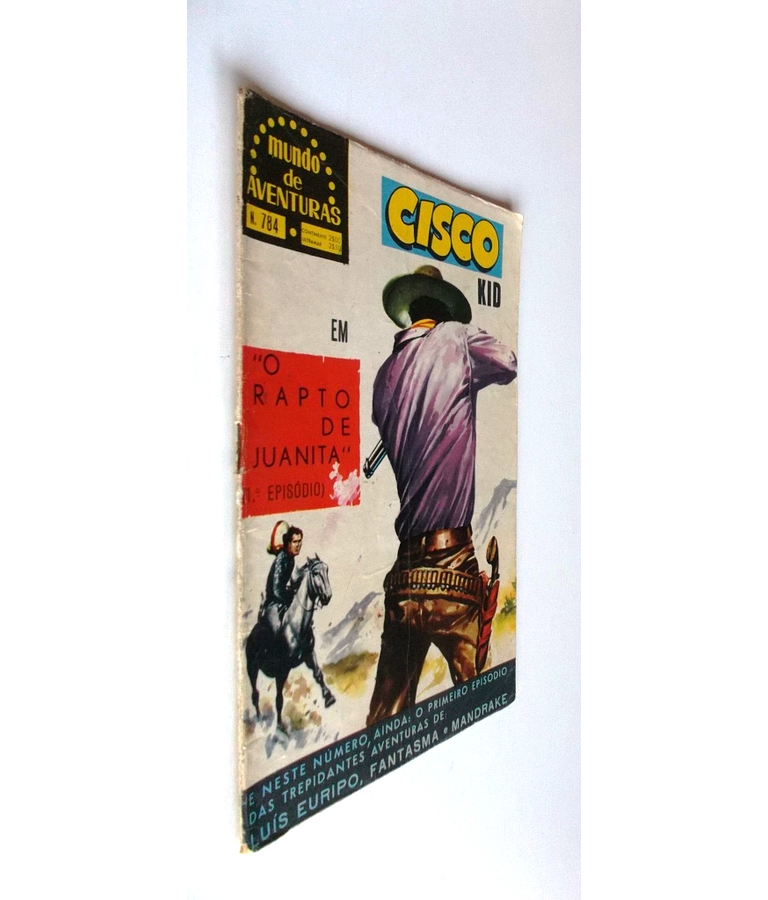 mundo
de
AVENTURAS
N. 784
CISCO
KID
EM
"O
RAPTO
DE
JUANITA"
(1.º EPISÓDIO)
E NESTE NÚMERO, AINDA: O PRIMEIRO EPISODIO
DAS TREPIDANTES AVENTURAS DE:
LUÍS EURIPO, FANTASMA e MANDRAKE